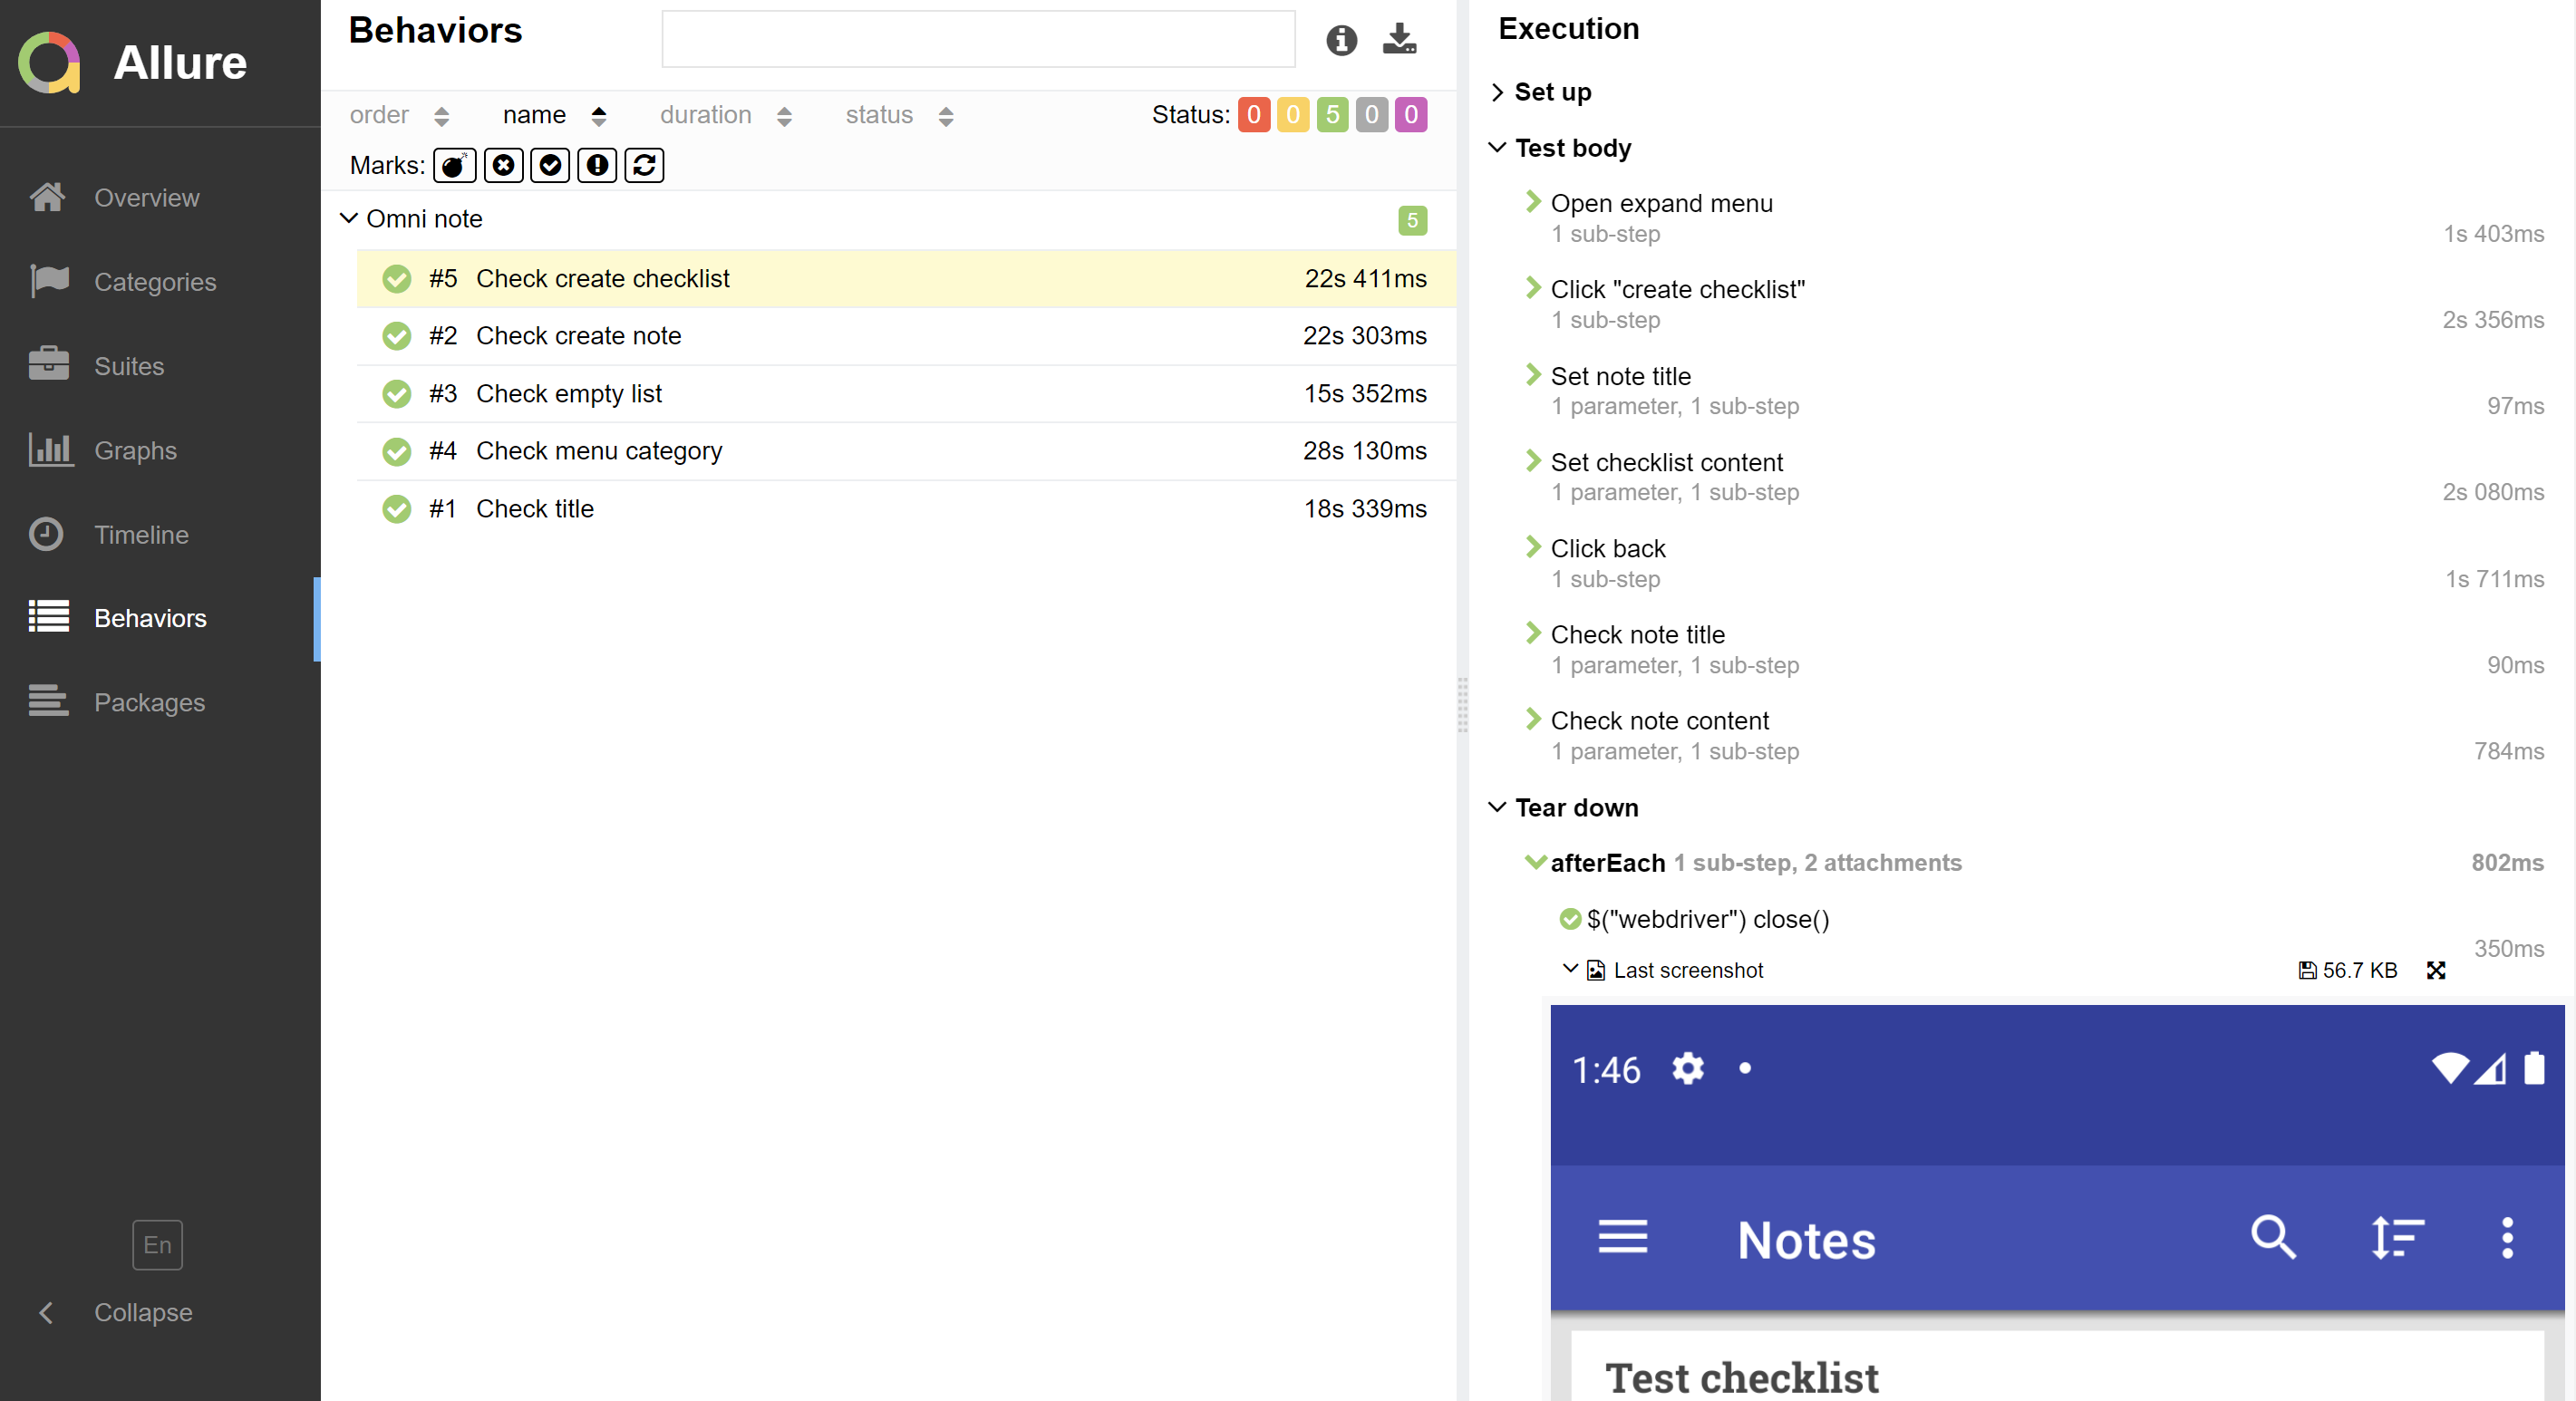 Allure
Overview
Categories
Suites
Graphs
Timeline
Behaviors
Packages
En
Collapse
Behaviors
order name duration status Status: 0 0 5 0 0
Marks:
Omni note 5
#5 Check create checklist 22s 411ms
#2 Check create note 22s 303ms
#3 Check empty list 15s 352ms
#4 Check menu category 28s 130ms
#1 Check title 18s 339ms
Execution
Set up
Test body
Open expand menu
1 sub-step 1s 403ms
Click "create checklist"
1 sub-step 2s 356ms
Set note title
1 parameter, 1 sub-step 97ms
Set checklist content
1 parameter, 1 sub-step 2s 080ms
Click back
1 sub-step 1s 711ms
Check note title
1 parameter, 1 sub-step 90ms
Check note content
1 parameter, 1 sub-step 784ms
Tear down
afterEach 1 sub-step, 2 attachments 802ms
$("webdriver") close()
350ms
Last screenshot 56.7 KB
1:46
Notes
Test checklist